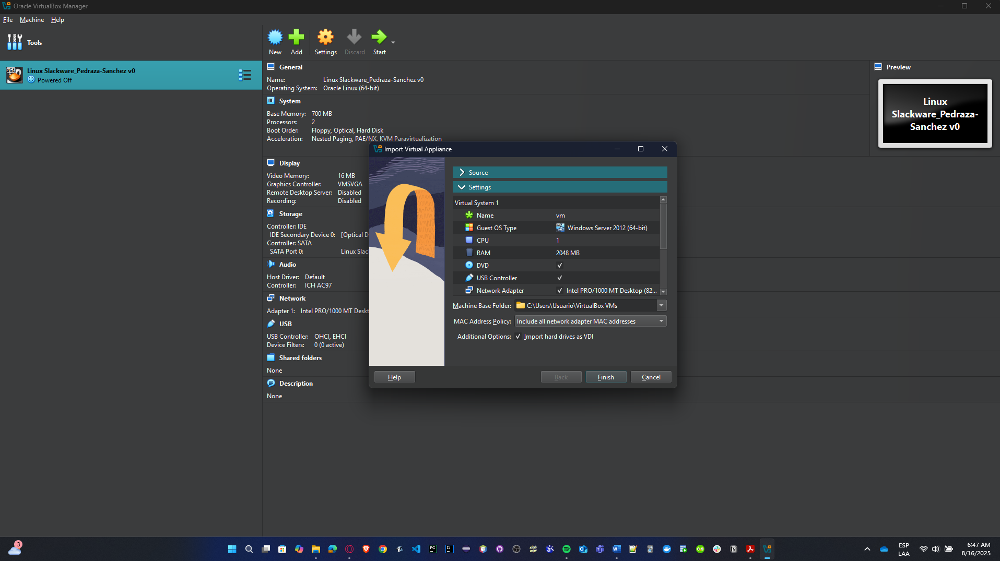 Oracle VirtualBox Manager
File Machine Help
Tools
New Add Settings Discard Start
x64
Linux Slackware_Pedraza-Sanchez v0
Powered Off
General
Name: Linux Slackware_Pedraza-Sanchez v0
Operating System: Oracle Linux (64-bit)
System
Base Memory: 700 MB
Processors: 2
Boot Order: Floppy, Optical, Hard Disk
Acceleration: Nested Paging, PAE/NX, KVM Paravirtualization
Display
Video Memory: 16 MB
Graphics Controller: VMSVGA
Remote Desktop Server: Disabled
Recording: Disabled
Storage
Controller: IDE
IDE Secondary Device 0: [Optical D
Controller: SATA
SATA Port 0: Linux Slac
Audio
Host Driver: Default
Controller: ICH AC97
Network
Adapter 1: Intel PRO/1000 MT Deskt
USB
USB Controller: OHCI, EHCI
Device Filters: 0 (0 active)
Shared folders
None
Description
None
Preview
Linux
Slackware_Pedraza-
Sanchez v0
Import Virtual Appliance
Source
Settings
Virtual System 1
Name vm
Guest OS Type Windows Server 2012 (64-bit)
CPU 1
RAM 2048 MB
DVD
USB Controller
Network Adapter Intel PRO/1000 MT Desktop (82...
Machine Base Folder: C:\Users\Usuario\VirtualBox VMs
MAC Address Policy: Include all network adapter MAC addresses
Additional Options: Import hard drives as VDI
Help Back Finish Cancel
3
ESP
LAA
6:47 AM
8/16/2025